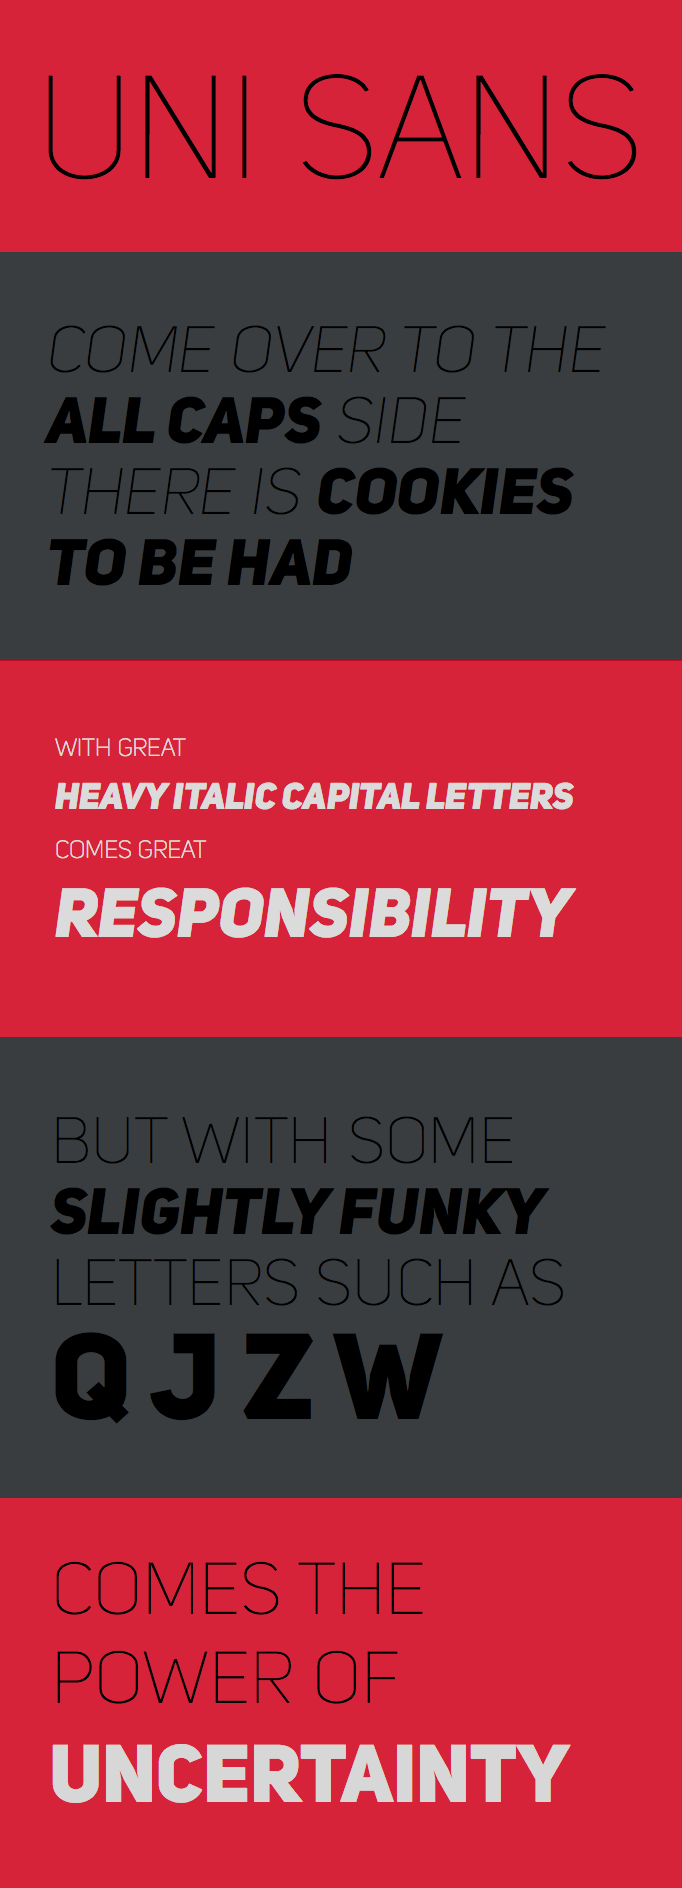 UNI SANS
COME OVER TO THE
ALL CAPS SIDE
THERE IS COOKIES
TO BE HAD
WITH GREAT
HEAVY ITALIC CAPITAL LETTERS
COMES GREAT
RESPONSIBILITY
BUT WITH SOME
SLIGHTLY FUNKY
LETTERS SUCH AS
Q J Z W
COMES THE
POWER OF
UNCERTAINTY